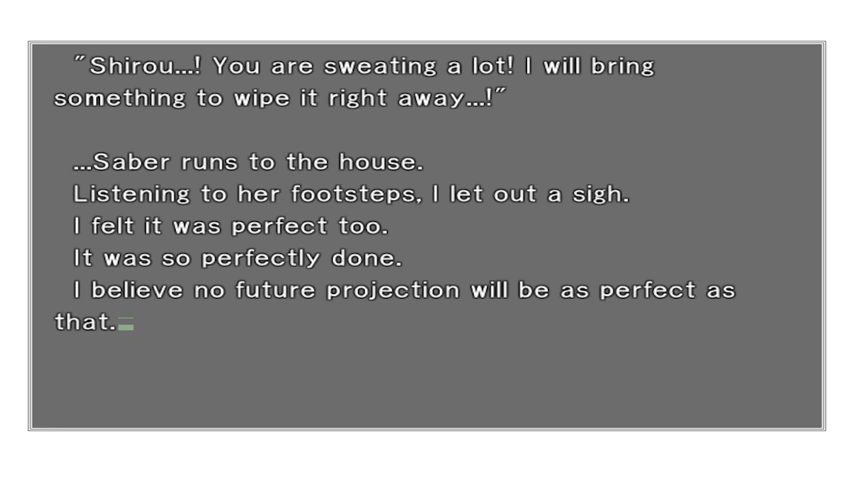 "Shirou...! You are sweating a lot! I will bring
something to wipe it right away...!"
...Saber runs to the house.
Listening to her footsteps, I let out a sigh.
I felt it was perfect too.
It was so perfectly done.
I believe no future projection will be as perfect as
that.